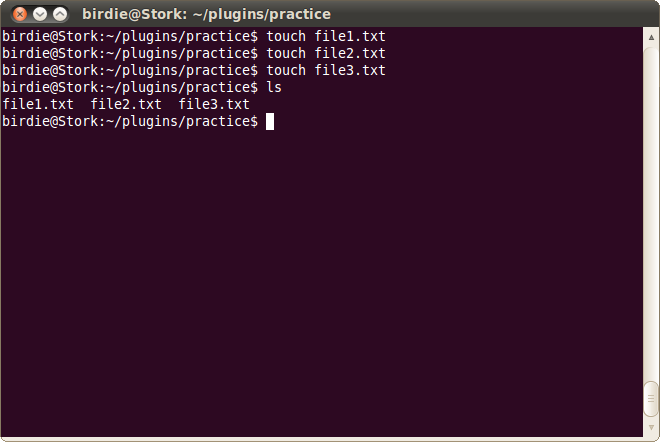 birdie@Stork: ~/plugins/practice
birdie@Stork:~/plugins/practice$ touch file1.txt
birdie@Stork:~/plugins/practice$ touch file2.txt
birdie@Stork:~/plugins/practice$ touch file3.txt
birdie@Stork:~/plugins/practice$ ls
file1.txt  file2.txt  file3.txt
birdie@Stork:~/plugins/practice$